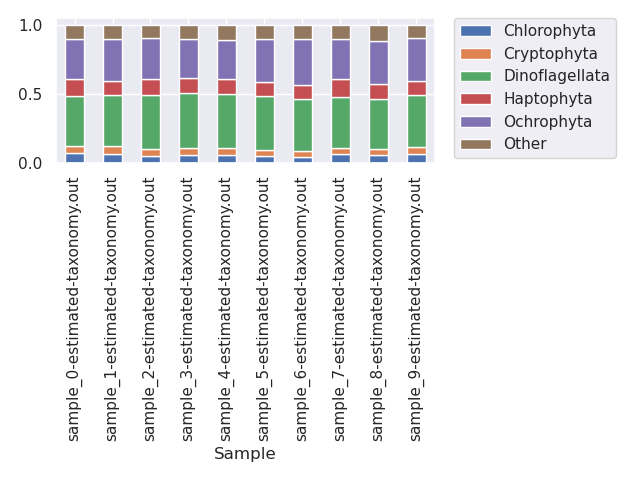 1.0
0.5
0.0
Chlorophyta
Cryptophyta
Dinoflagellata
Haptophyta
Ochrophyta
Other
sample_0-estimated-taxonomy.out
sample_1-estimated-taxonomy.out
sample_2-estimated-taxonomy.out
sample_3-estimated-taxonomy.out
sample_4-estimated-taxonomy.out
sample_5-estimated-taxonomy.out
sample_6-estimated-taxonomy.out
sample_7-estimated-taxonomy.out
sample_8-estimated-taxonomy.out
sample_9-estimated-taxonomy.out
Sample